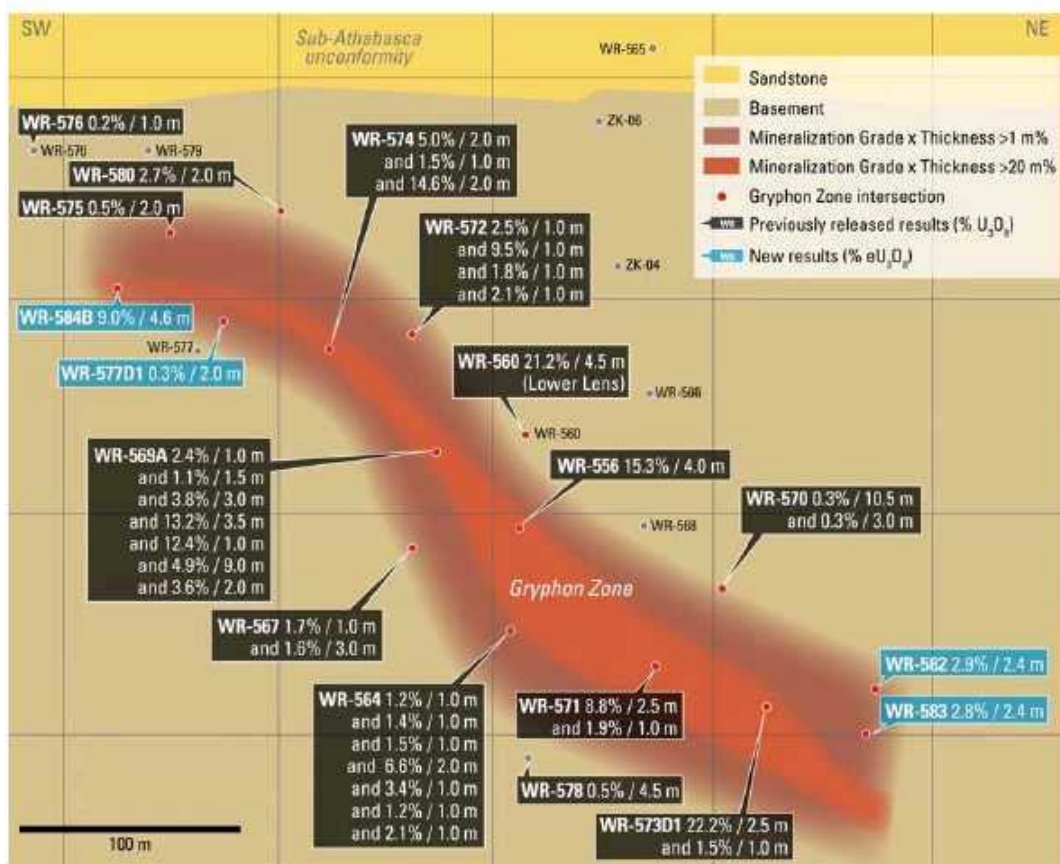 SW
Sub-Athabasca
unconformity
WR-565
NE
Sandstone
Basement
Mineralization Grade x Thickness >1 m%
Mineralization Grade x Thickness >20 m%
Gryphon Zone intersection
Previously released results (% U₃O₈)
New results (% eU₃O₈)
ZK-06
WR-576 0.2% / 1.0 m
WR-576
WR-579
WR-580 2.7% / 2.0 m
WR-575 0.5% / 2.0 m
WR-574 5.0% / 2.0 m
and 1.5% / 1.0 m
and 14.6% / 2.0 m
WR-572 2.5% / 1.0 m
and 9.5% / 1.0 m
and 1.8% / 1.0 m
and 2.1% / 1.0 m
ZK-04
WR-584B 9.0% / 4.6 m
WR-577
WR-577D1 0.3% / 2.0 m
WR-560 21.2% / 4.5 m
(Lower Lens)
WR-566
WR-560
WR-569A 2.4% / 1.0 m
and 1.1% / 1.5 m
and 3.8% / 3.0 m
and 13.2% / 3.5 m
and 12.4% / 1.0 m
and 4.9% / 9.0 m
and 3.6% / 2.0 m
WR-556 15.3% / 4.0 m
WR-570 0.3% / 10.5 m
and 0.3% / 3.0 m
WR-568
Gryphon Zone
WR-567 1.7% / 1.0 m
and 1.6% / 3.0 m
WR-564 1.2% / 1.0 m
and 1.4% / 1.0 m
and 1.5% / 1.0 m
and 6.6% / 2.0 m
and 3.4% / 1.0 m
and 1.2% / 1.0 m
and 2.1% / 1.0 m
WR-571 8.8% / 2.5 m
and 1.9% / 1.0 m
WR-582 2.9% / 2.4 m
WR-583 2.8% / 2.4 m
WR-578 0.5% / 4.5 m
WR-573D1 22.2% / 2.5 m
and 1.5% / 1.0 m
100 m